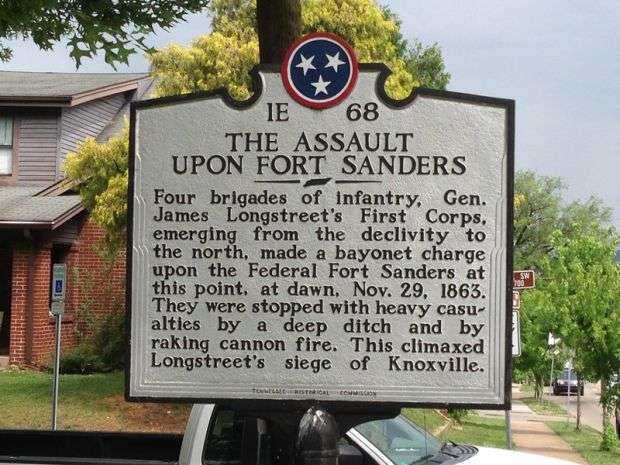 1E 68
THE ASSAULT
UPON FORT SANDERS
Four brigades of infantry, Gen.
James Longstreet's First Corps,
emerging from the declivity to
the north, made a bayonet charge
upon the Federal Fort Sanders at
this point, at dawn, Nov. 29, 1863.
They were stopped with heavy casu-
alties by a deep ditch and by
raking cannon fire. This climaxed
Longstreet's siege of Knoxville.
TENNESSEE HISTORICAL COMMISSION
SW